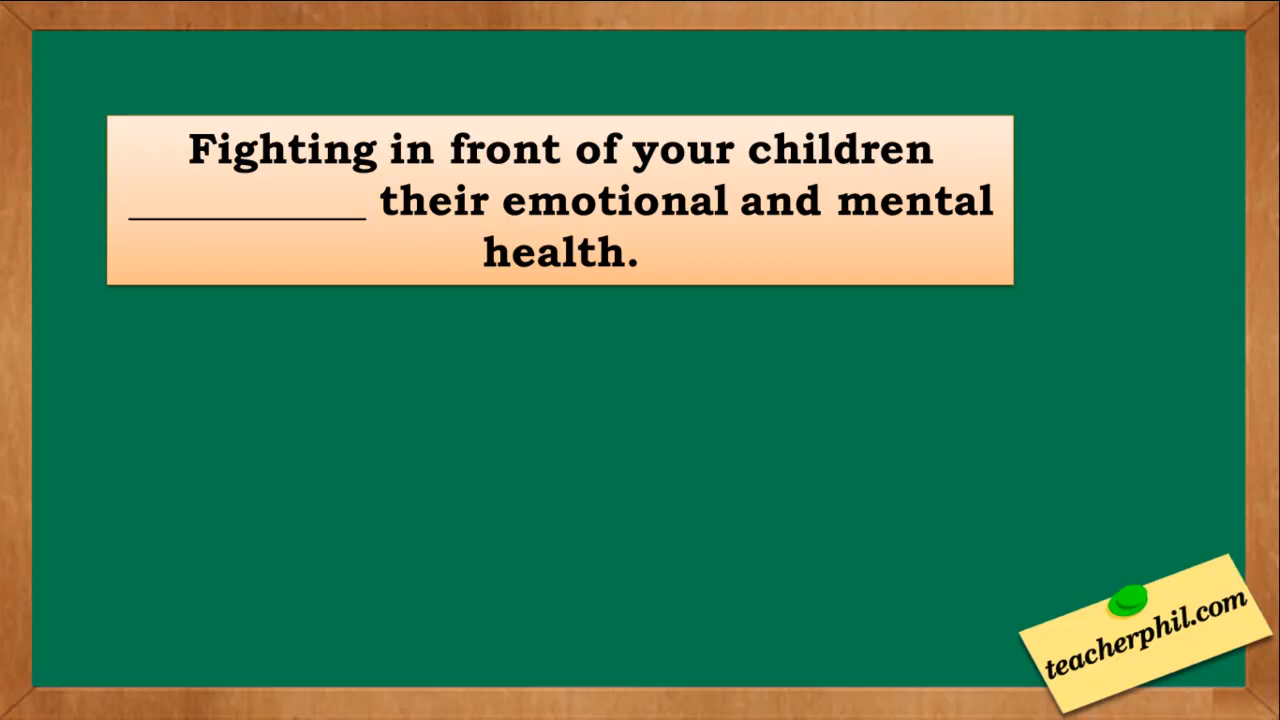 Fighting in front of your children
____________ their emotional and mental
health.
teacherphil.com